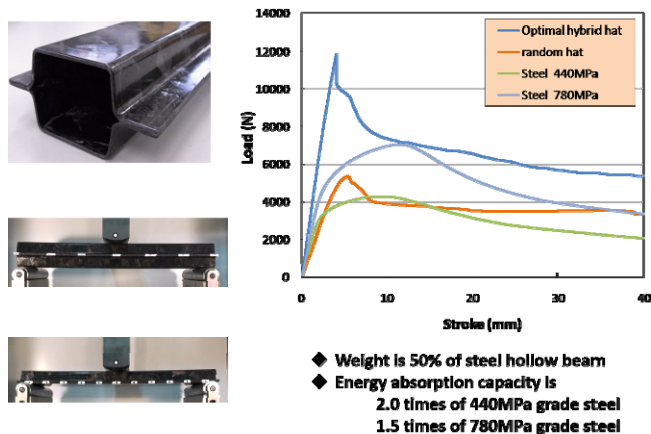 14000
12000
10000
8000
6000
4000
2000
0
Load (N)
Optimal hybrid hat
random hat
Steel 440MPa
Steel 780MPa
0 10 20 30 40
Stroke (mm)
◆ Weight is 50% of steel hollow beam
◆ Energy absorption capacity is
2.0 times of 440MPa grade steel
1.5 times of 780MPa grade steel